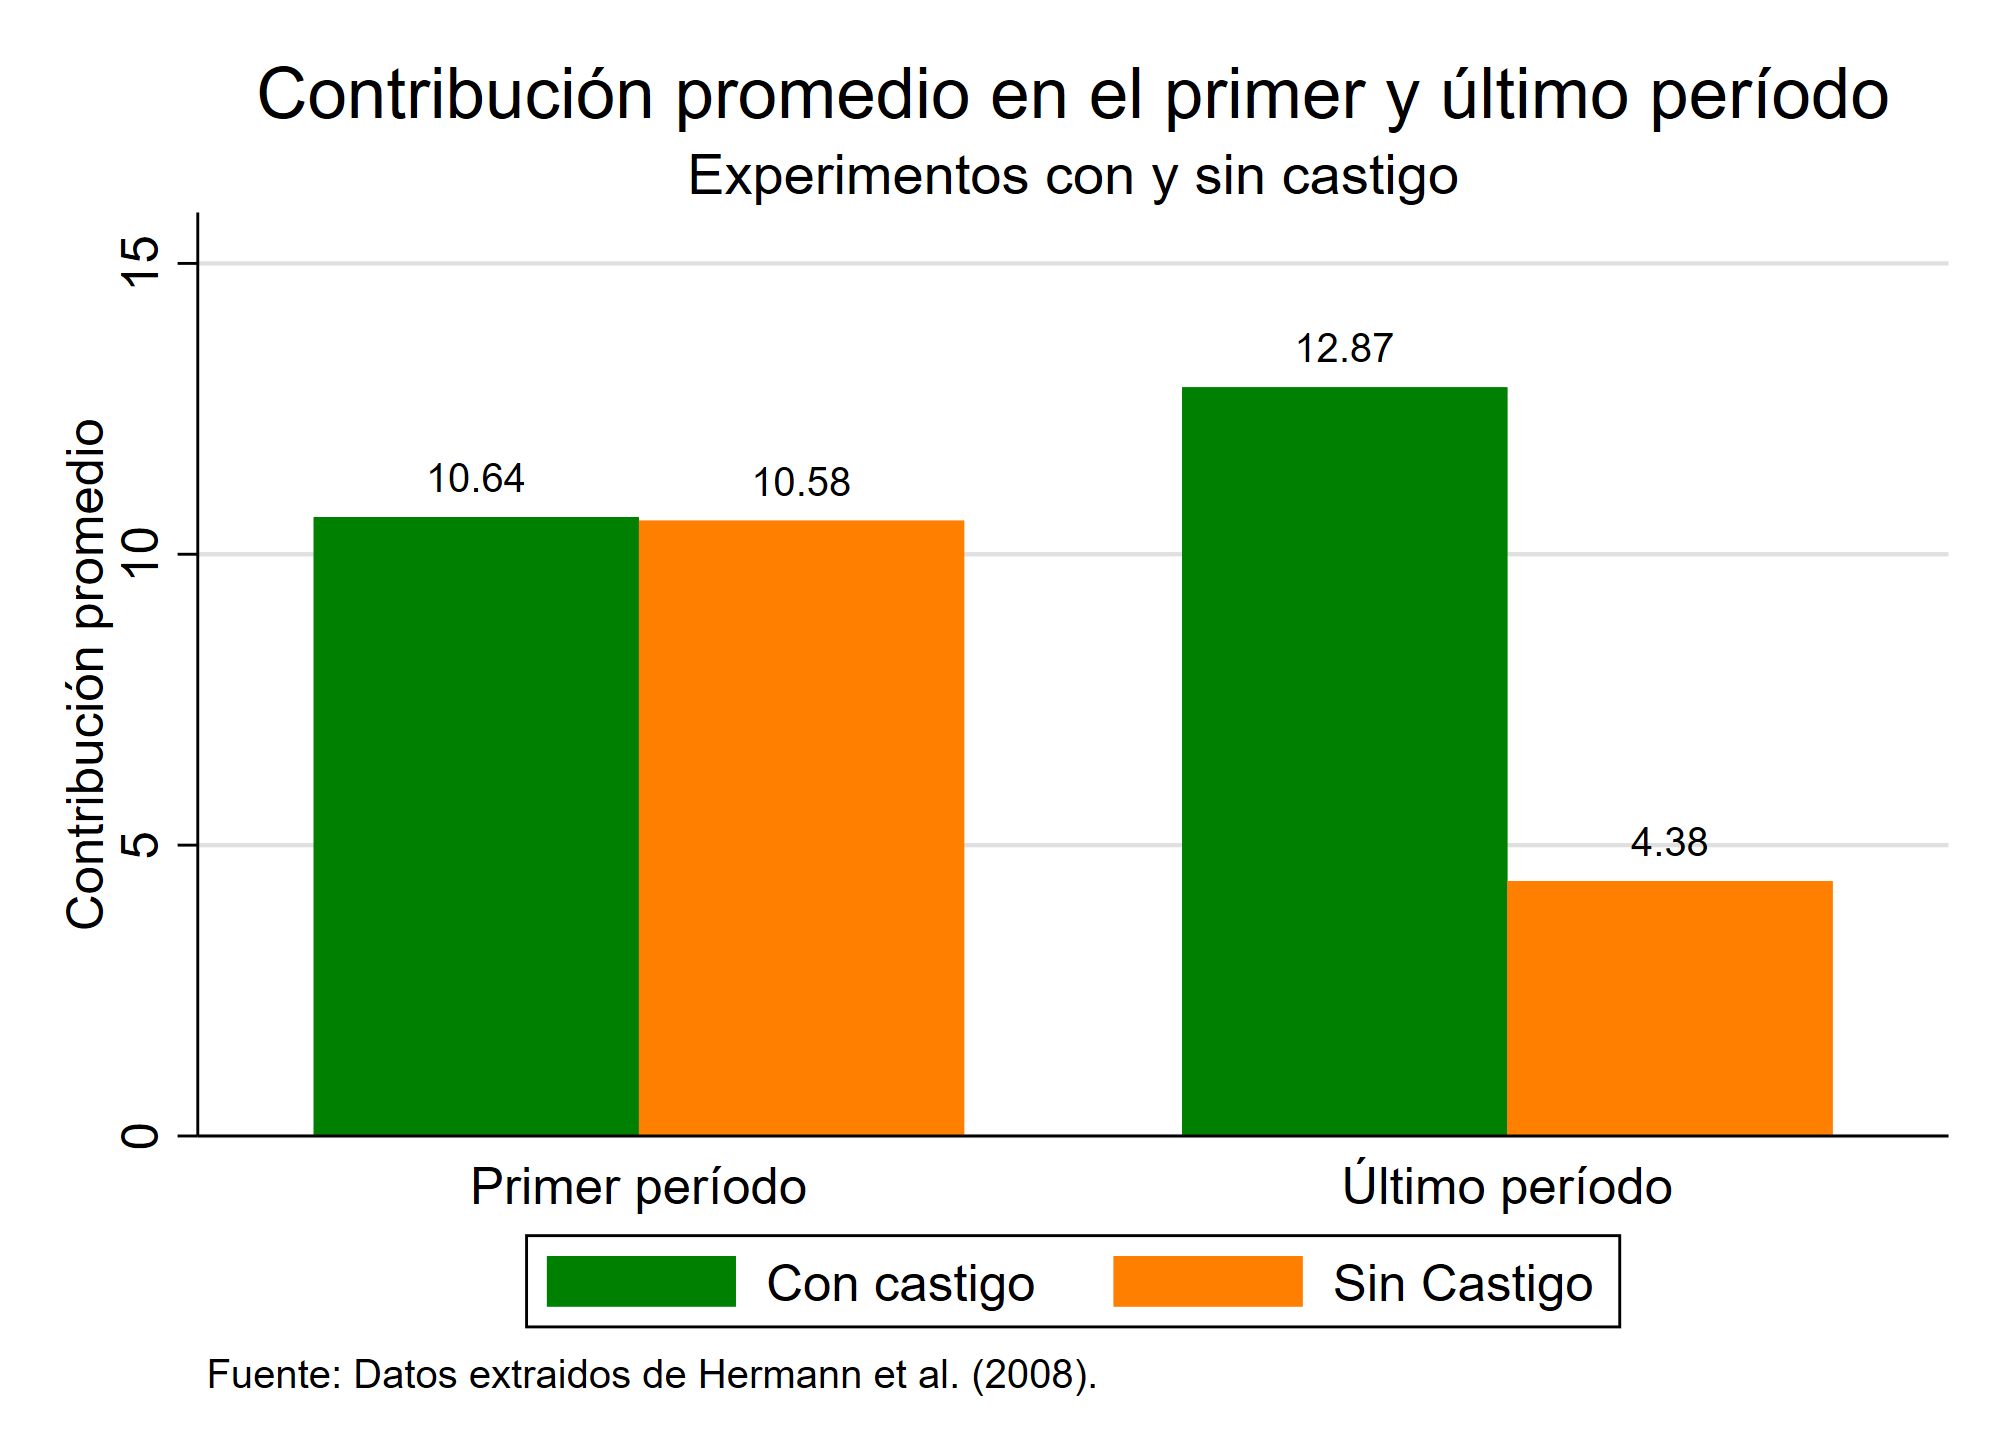 Contribución promedio en el primer y último período
Experimentos con y sin castigo
Contribución promedio
15
10
5
0
10.64
10.58
12.87
4.38
Primer período
Último período
Con castigo
Sin Castigo
Fuente: Datos extraidos de Hermann et al. (2008).